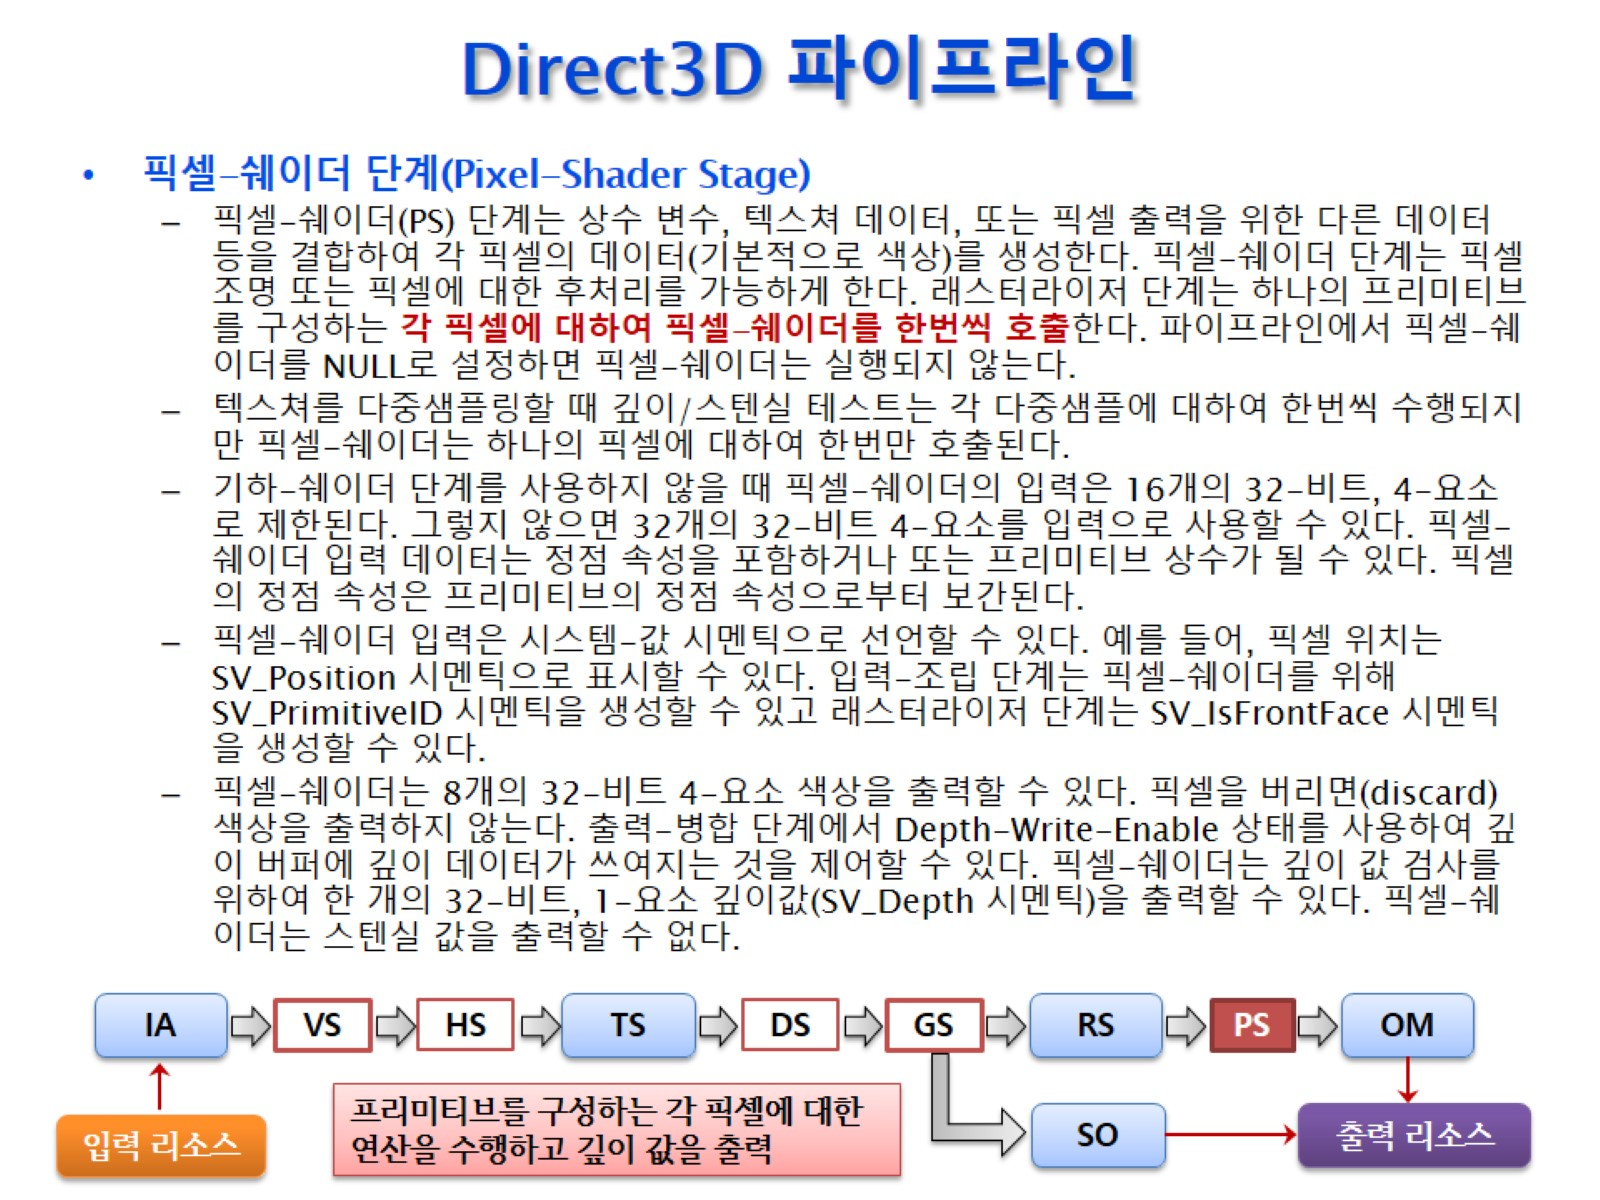 Direct3D 파이프라인
• 픽셀-쉐이더 단계(Pixel-Shader Stage)
– 픽셀-쉐이더(PS) 단계는 상수 변수, 텍스쳐 데이터, 또는 픽셀 출력을 위한 다른 데이터
등을 결합하여 각 픽셀의 데이터(기본적으로 색상)를 생성한다. 픽셀-쉐이더 단계는 픽셀
조명 또는 픽셀에 대한 후처리를 가능하게 한다. 래스터라이저 단계는 하나의 프리미티브
를 구성하는 각 픽셀에 대하여 픽셀-쉐이더를 한번씩 호출한다. 파이프라인에서 픽셀-쉐
이더를 NULL로 설정하면 픽셀-쉐이더는 실행되지 않는다.
– 텍스쳐를 다중샘플링할 때 깊이/스텐실 테스트는 각 다중샘플에 대하여 한번씩 수행되지
만 픽셀-쉐이더는 하나의 픽셀에 대하여 한번만 호출된다.
– 기하-쉐이더 단계를 사용하지 않을 때 픽셀-쉐이더의 입력은 16개의 32-비트, 4-요소
로 제한된다. 그렇지 않으면 32개의 32-비트 4-요소를 입력으로 사용할 수 있다. 픽셀-
쉐이더 입력 데이터는 정점 속성을 포함하거나 또는 프리미티브 상수가 될 수 있다. 픽셀
의 정점 속성은 프리미티브의 정점 속성으로부터 보간된다.
– 픽셀-쉐이더 입력은 시스템-값 시멘틱으로 선언할 수 있다. 예를 들어, 픽셀 위치는
SV_Position 시멘틱으로 표시할 수 있다. 입력-조립 단계는 픽셀-쉐이더를 위해
SV_PrimitiveID 시멘틱을 생성할 수 있고 래스터라이저 단계는 SV_IsFrontFace 시멘틱
을 생성할 수 있다.
– 픽셀-쉐이더는 8개의 32-비트 4-요소 색상을 출력할 수 있다. 픽셀을 버리면(discard)
색상을 출력하지 않는다. 출력-병합 단계에서 Depth-Write-Enable 상태를 사용하여 깊
이 버퍼에 깊이 데이터가 쓰여지는 것을 제어할 수 있다. 픽셀-쉐이더는 깊이 값 검사를
위하여 한 개의 32-비트, 1-요소 깊이값(SV_Depth 시멘틱)을 출력할 수 있다. 픽셀-쉐
이더는 스텐실 값을 출력할 수 없다.
IA VS HS TS DS GS RS PS OM
프리미티브를 구성하는 각 픽셀에 대한
연산을 수행하고 깊이 값을 출력
입력 리소스 SO 출력 리소스